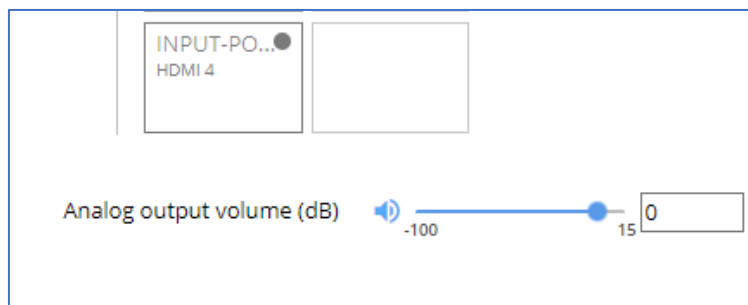 INPUT-PO...
HDMI 4
Analog output volume (dB)
0
-100
15